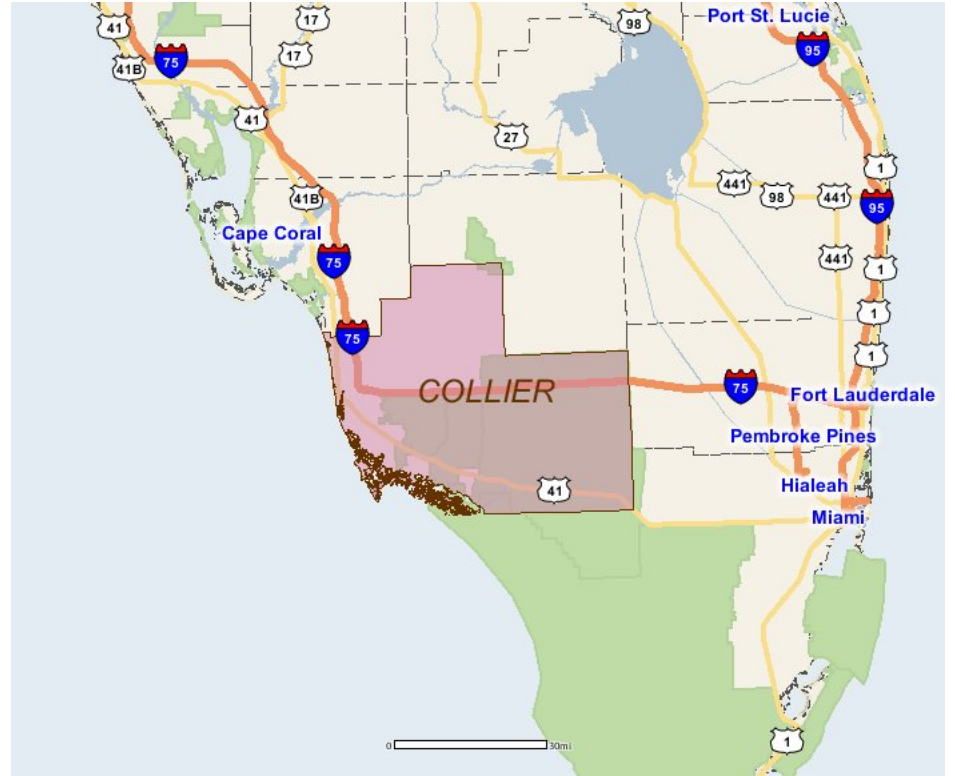 41
17
98
Port St. Lucie
75
41B
17
95
41
27
1
41B
441
98
441
95
Cape Coral
75
441
1
1
75
1
COLLIER
75
Fort Lauderdale
Pembroke Pines
41
Hialeah
Miami
0 30mi
1